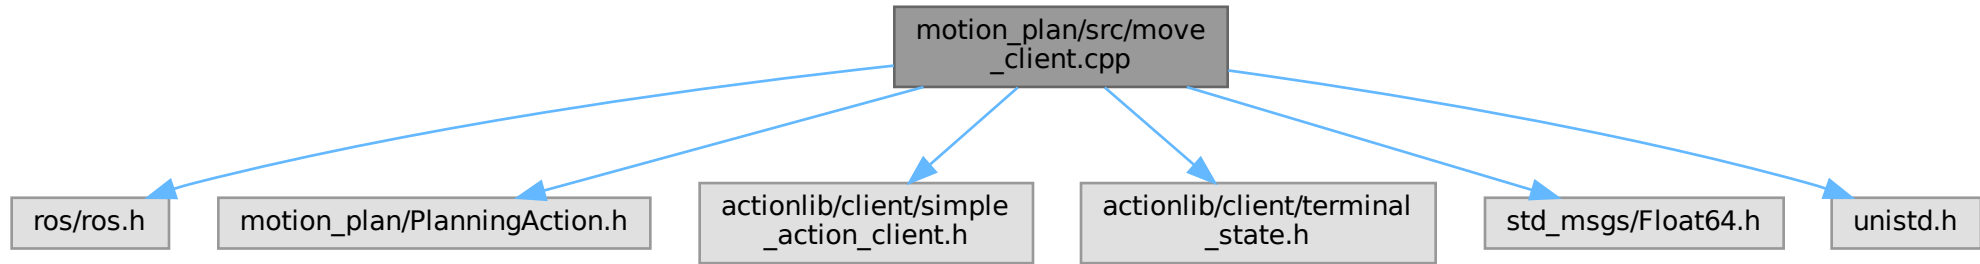 motion_plan/src/move
_client.cpp
ros/ros.h
motion_plan/PlanningAction.h
actionlib/client/simple
_action_client.h
actionlib/client/terminal
_state.h
std_msgs/Float64.h
unistd.h